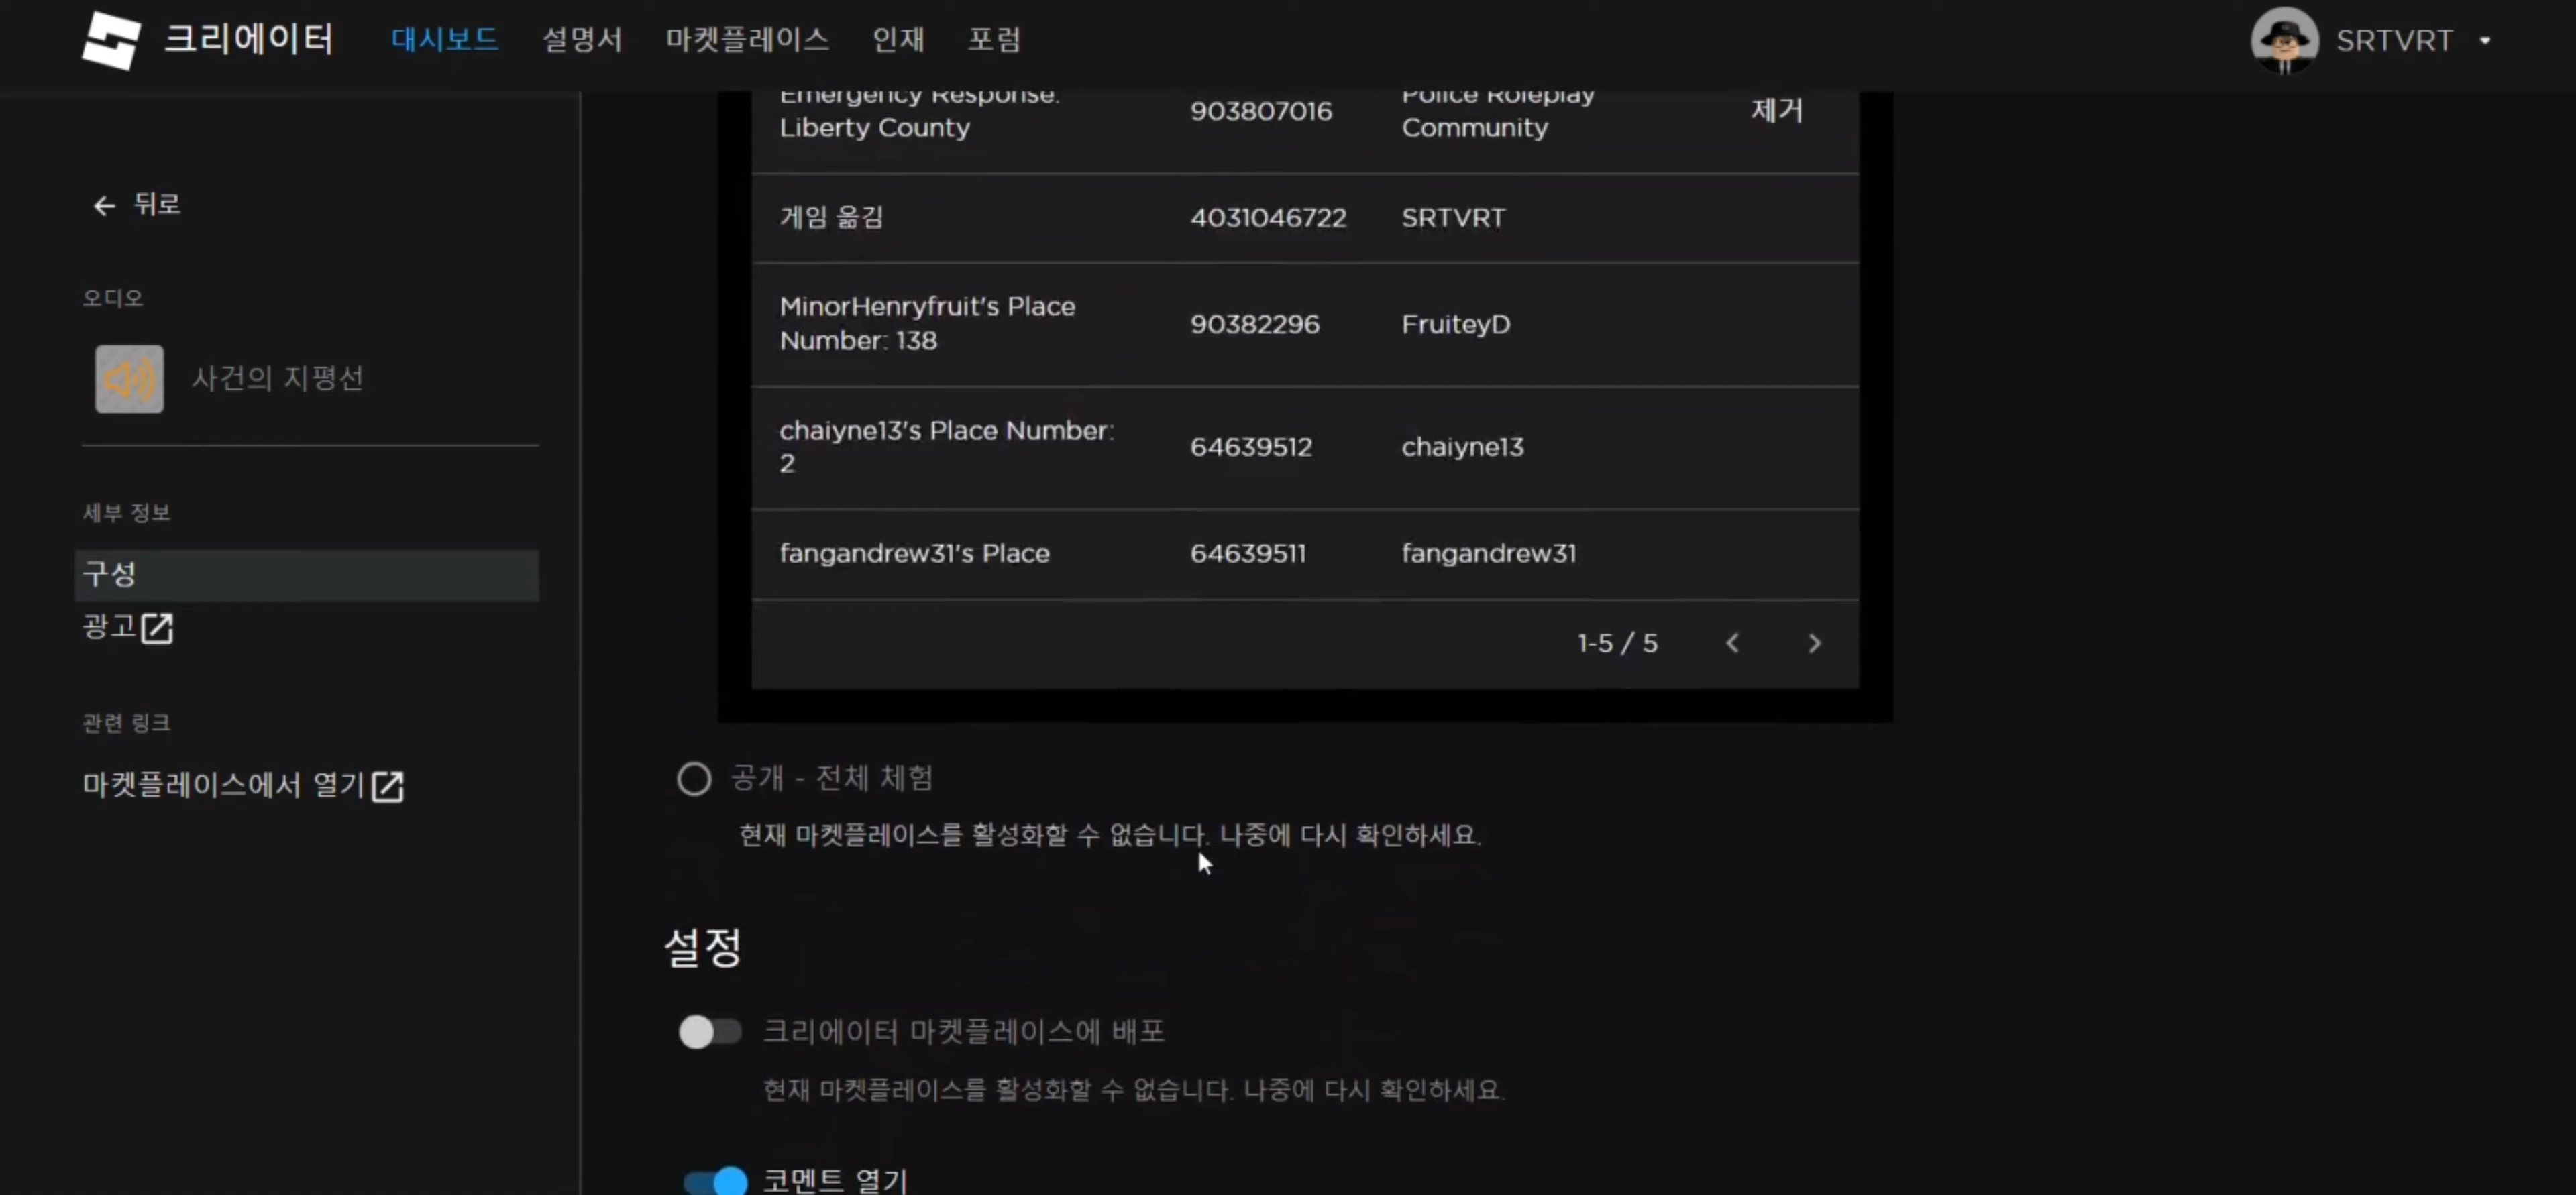 크리에이터 대시보드 설명서 마켓플레이스 인재 포럼 SRTVRT
뒤로
오디오
사건의 지평선
세부 정보
구성
광고
관련 링크
마켓플레이스에서 열기
Emergency Response:
Liberty County
903807016
Police Roleplay
Community
제거
게임 옮김 4031046722 SRTVRT
MinorHenryfruit's Place
Number: 138
90382296 FruiteyD
chaiyne13's Place Number:
2
64639512 chaiyne13
fangandrew31's Place 64639511 fangandrew31
1-5 / 5
공개 - 전체 체험
현재 마켓플레이스를 활성화할 수 없습니다. 나중에 다시 확인하세요.
설정
크리에이터 마켓플레이스에 배포
현재 마켓플레이스를 활성화할 수 없습니다. 나중에 다시 확인하세요.
코멘트 열기